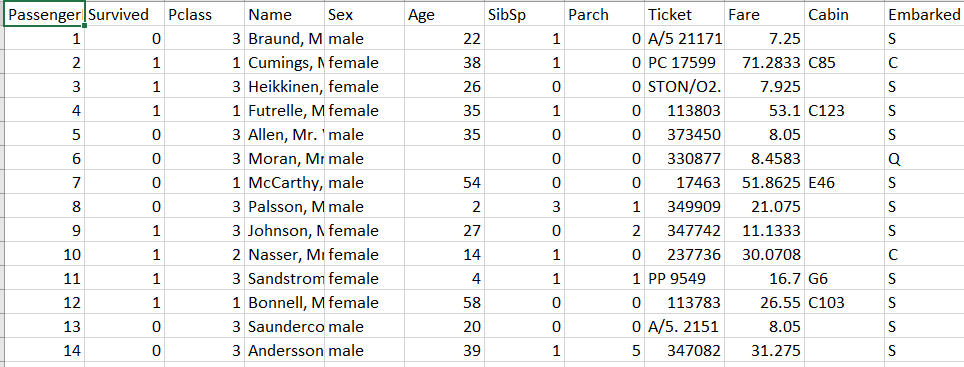 PassengerI Survived Pclass Name Sex Age SibSp Parch Ticket Fare Cabin Embarked
1 0 3 Braund, M male 22 1 0 A/5 21171 7.25 S
2 1 1 Cumings, M female 38 1 0 PC 17599 71.2833 C85 C
3 1 3 Heikkinen, female 26 0 0 STON/O2. 7.925 S
4 1 1 Futrelle, M female 35 1 0 113803 53.1 C123 S
5 0 3 Allen, Mr. male 35 0 0 373450 8.05 S
6 0 3 Moran, Mr male 0 0 330877 8.4583 Q
7 0 1 McCarthy, male 54 0 0 17463 51.8625 E46 S
8 0 3 Palsson, M male 2 3 1 349909 21.075 S
9 1 3 Johnson, M female 27 0 2 347742 11.1333 S
10 1 2 Nasser, Mr female 14 1 0 237736 30.0708 C
11 1 3 Sandstrom female 4 1 1 PP 9549 16.7 G6 S
12 1 1 Bonnell, M female 58 0 0 113783 26.55 C103 S
13 0 3 Saunderco male 20 0 0 A/5. 2151 8.05 S
14 0 3 Andersson male 39 1 5 347082 31.275 S